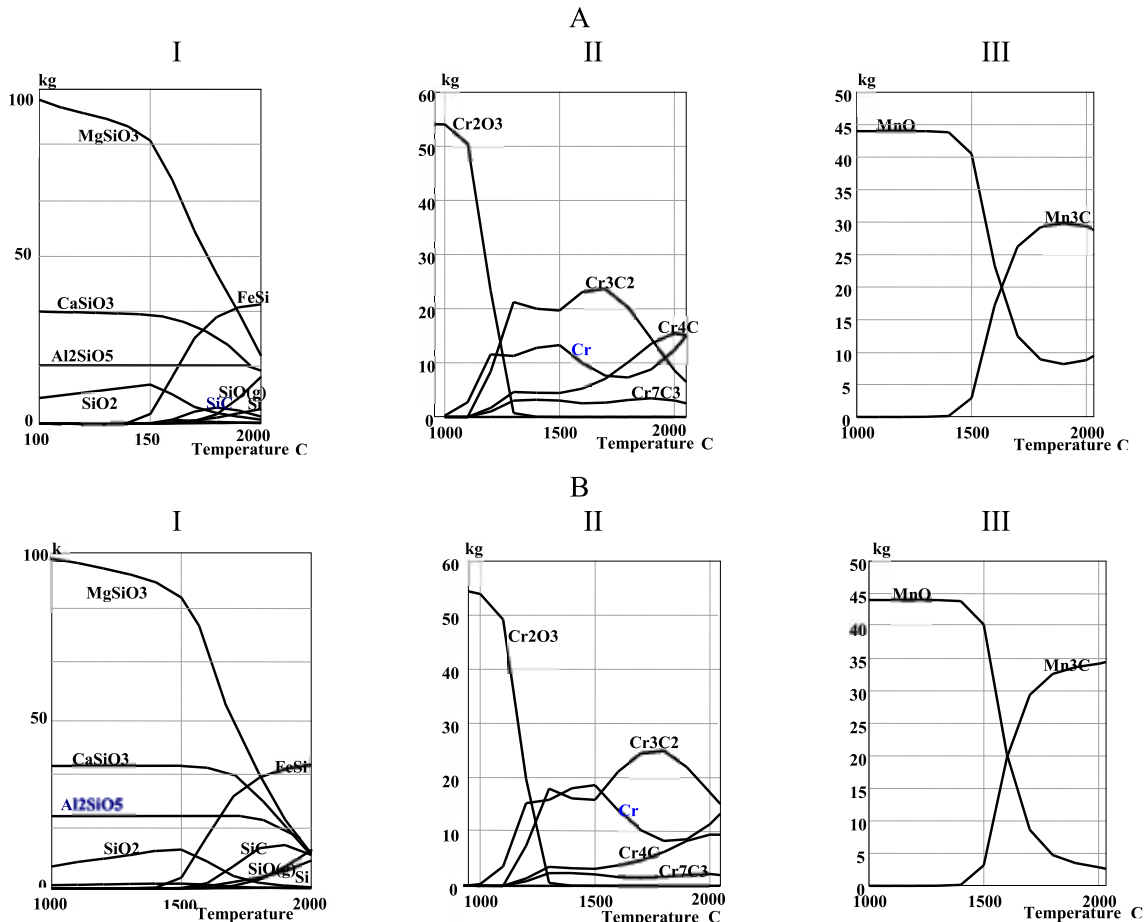 A
I II III
kg
100
50
0
MgSiO3
CaSiO3
Al2SiO5
SiO2
FeSi
SiO(g)
SiC
Si
100 150 2000
Temperature C
kg
60
50
40
30
20
10
0
Cr2O3
Cr3C2
Cr4C
Cr
Cr7C3
1000 1500 2000
Temperature C
kg
50
45
40
35
30
25
20
15
10
5
0
MnO
Mn3C
1000 1500 2000
Temperature C
B
I II III
k
100
50
0
MgSiO3
CaSiO3
FeSi
Al2SiO5
SiO2
SiC
SiO(g)
Si
1000 1500 2000
Temperature
kg
60
50
40
30
20
10
0
Cr2O3
Cr3C2
Cr
Cr4C
Cr7C3
1000 1500 2000
Temperature C
kg
50
45
40
35
30
25
20
15
10
5
0
MnO
Mn3C
1000 1500 2000
Temperature C